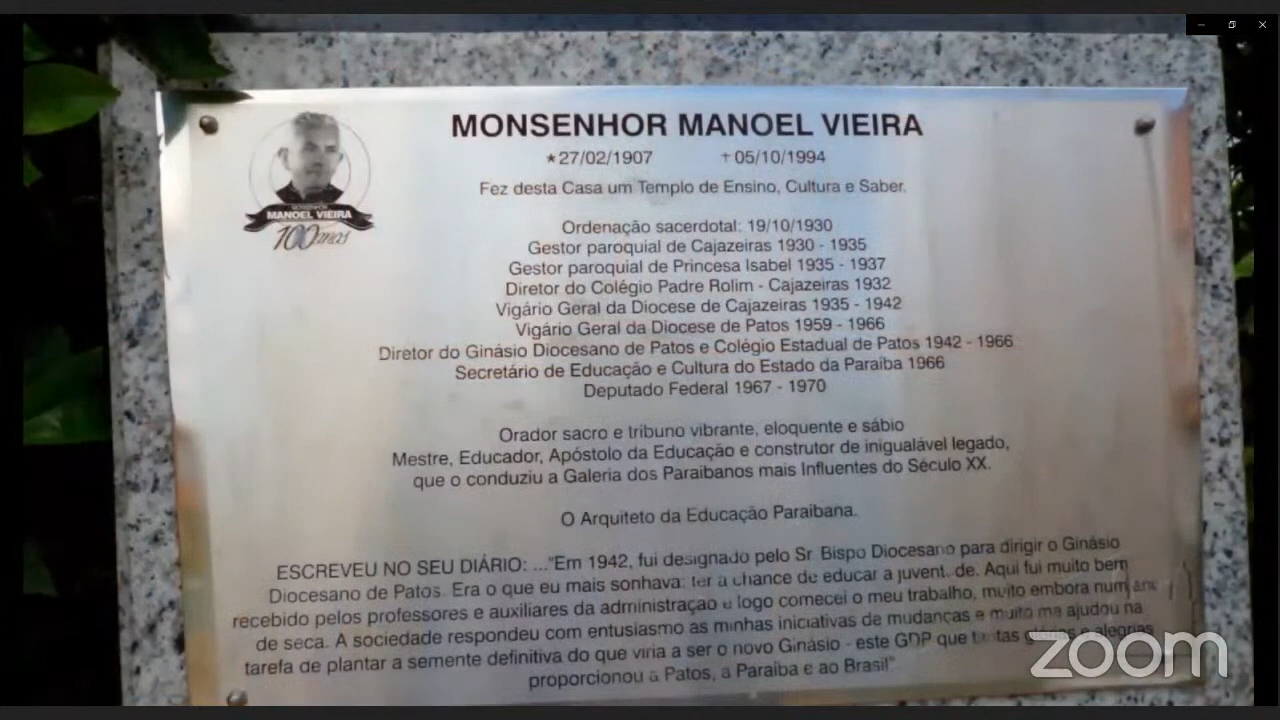 MONSENHOR MANOEL VIEIRA
★27/02/1907 †05/10/1994
Fez desta Casa um Templo de Ensino, Cultura e Saber.
MONSENHOR
MANOEL VIEIRA
100 anos
Ordenação sacerdotal: 19/10/1930
Gestor paroquial de Cajazeiras 1930 - 1935
Gestor paroquial de Princesa Isabel 1935 - 1937
Diretor do Colégio Padre Rolim - Cajazeiras 1932
Vigário Geral da Diocese de Cajazeiras 1935 - 1942
Vigário Geral da Diocese de Patos 1959 - 1966
Diretor do Ginásio Diocesano de Patos e Colégio Estadual de Patos 1942 - 1966
Secretário de Educação e Cultura do Estado da Paraíba 1966
Deputado Federal 1967 - 1970
Orador sacro e tribuno vibrante, eloquente e sábio
Mestre, Educador, Apóstolo da Educação e construtor de inigualável legado,
que o conduziu a Galeria dos Paraibanos mais Influentes do Século XX.
O Arquiteto da Educação Paraibana.
ESCREVEU NO SEU DIÁRIO: ..."Em 1942, fui designado pelo Sr. Bispo Diocesano para dirigir o Ginásio
Diocesano de Patos. Era o que eu mais sonhava: ter a chance de educar a juventude. Aqui fui muito bem
recebido pelos professores e auxiliares da administração e logo comecei o meu trabalho, muito embora num ano
de seca. A sociedade respondeu com entusiasmo as minhas iniciativas de mudanças e muito me ajudou na
tarefa de plantar a semente definitiva do que viria a ser o novo Ginásio - este GDP que tantas glórias e alegrias
proporcionou a Patos, a Paraíba e ao Brasil"
zoom